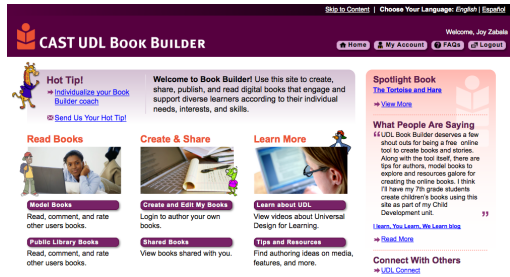 Skip to Content | Choose Your Language: English | Español
Welcome, Joy Zabala
CAST UDL BOOK BUILDER
Home My Account FAQs Logout
Hot Tip!
Individualize your Book
Builder coach
Send Us Your Hot Tip!
Welcome to Book Builder! Use this site to create,
share, publish, and read digital books that engage and
support diverse learners according to their individual
needs, interests, and skills.
Read Books
Model Books
Read, comment, and rate
other users books.
Public Library Books
Read, comment, and rate
other users books.
Create & Share
Create and Edit My Books
Login to author your own
books.
Shared Books
View books shared with you.
Learn More
Learn about UDL
View videos about Universal
Design for Learning.
Tips and Resources
Find authoring ideas on media,
features, and more.
Spotlight Book
The Tortoise and Hare
View More
What People Are Saying
“UDL Book Builder deserves a few
shout outs for being a free online
tool to create books and stories.
Along with the tool itself, there are
tips for authors, model books to
explore and resources galore for
creating the online books. I think
I'll have my 7th grade students
create children's books using this
site as part of my Child
Development unit. ”
I learn, You Learn, We Learn blog
Read More
Connect With Others
UDL Connect